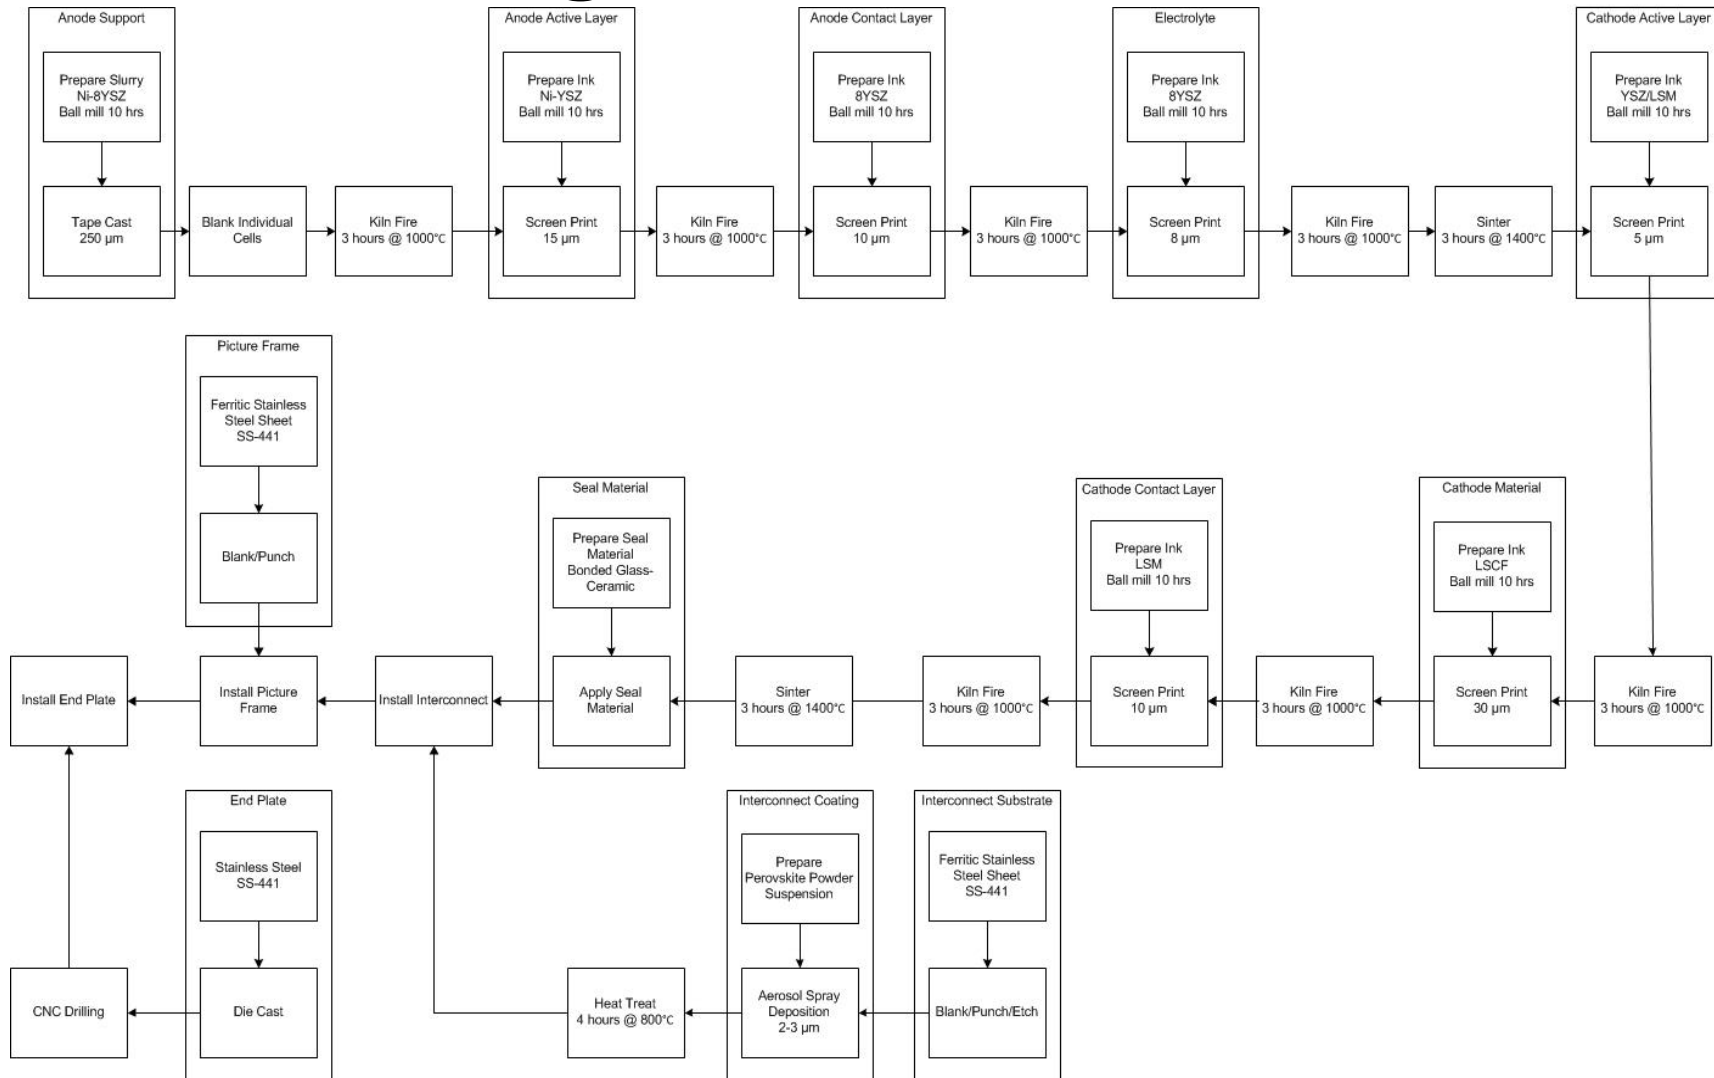 Anode Support
Prepare Slurry
Ni-8YSZ
Ball mill 10 hrs
Tape Cast
250 µm
Blank Individual
Cells
Kiln Fire
3 hours @ 1000°C
Anode Active Layer
Prepare Ink
Ni-YSZ
Ball mill 10 hrs
Screen Print
15 µm
Kiln Fire
3 hours @ 1000°C
Anode Contact Layer
Prepare Ink
8YSZ
Ball mill 10 hrs
Screen Print
10 µm
Kiln Fire
3 hours @ 1000°C
Electrolyte
Prepare Ink
8YSZ
Ball mill 10 hrs
Screen Print
8 µm
Kiln Fire
3 hours @ 1000°C
Sinter
3 hours @ 1400°C
Cathode Active Layer
Prepare Ink
YSZ/LSM
Ball mill 10 hrs
Screen Print
5 µm
Kiln Fire
3 hours @ 1000°C
Cathode Material
Prepare Ink
LSCF
Ball mill 10 hrs
Screen Print
30 µm
Kiln Fire
3 hours @ 1000°C
Cathode Contact Layer
Prepare Ink
LSM
Ball mill 10 hrs
Screen Print
10 µm
Kiln Fire
3 hours @ 1000°C
Sinter
3 hours @ 1400°C
Seal Material
Prepare Seal
Material
Bonded Glass-
Ceramic
Apply Seal
Material
Install Interconnect
Picture Frame
Ferritic Stainless
Steel Sheet
SS-441
Blank/Punch
Install Picture
Frame
Install End Plate
End Plate
Stainless Steel
SS-441
Die Cast
CNC Drilling
Interconnect Coating
Prepare
Perovskite Powder
Suspension
Aerosol Spray
Deposition
2-3 µm
Heat Treat
4 hours @ 800°C
Interconnect Substrate
Ferritic Stainless
Steel Sheet
SS-441
Blank/Punch/Etch